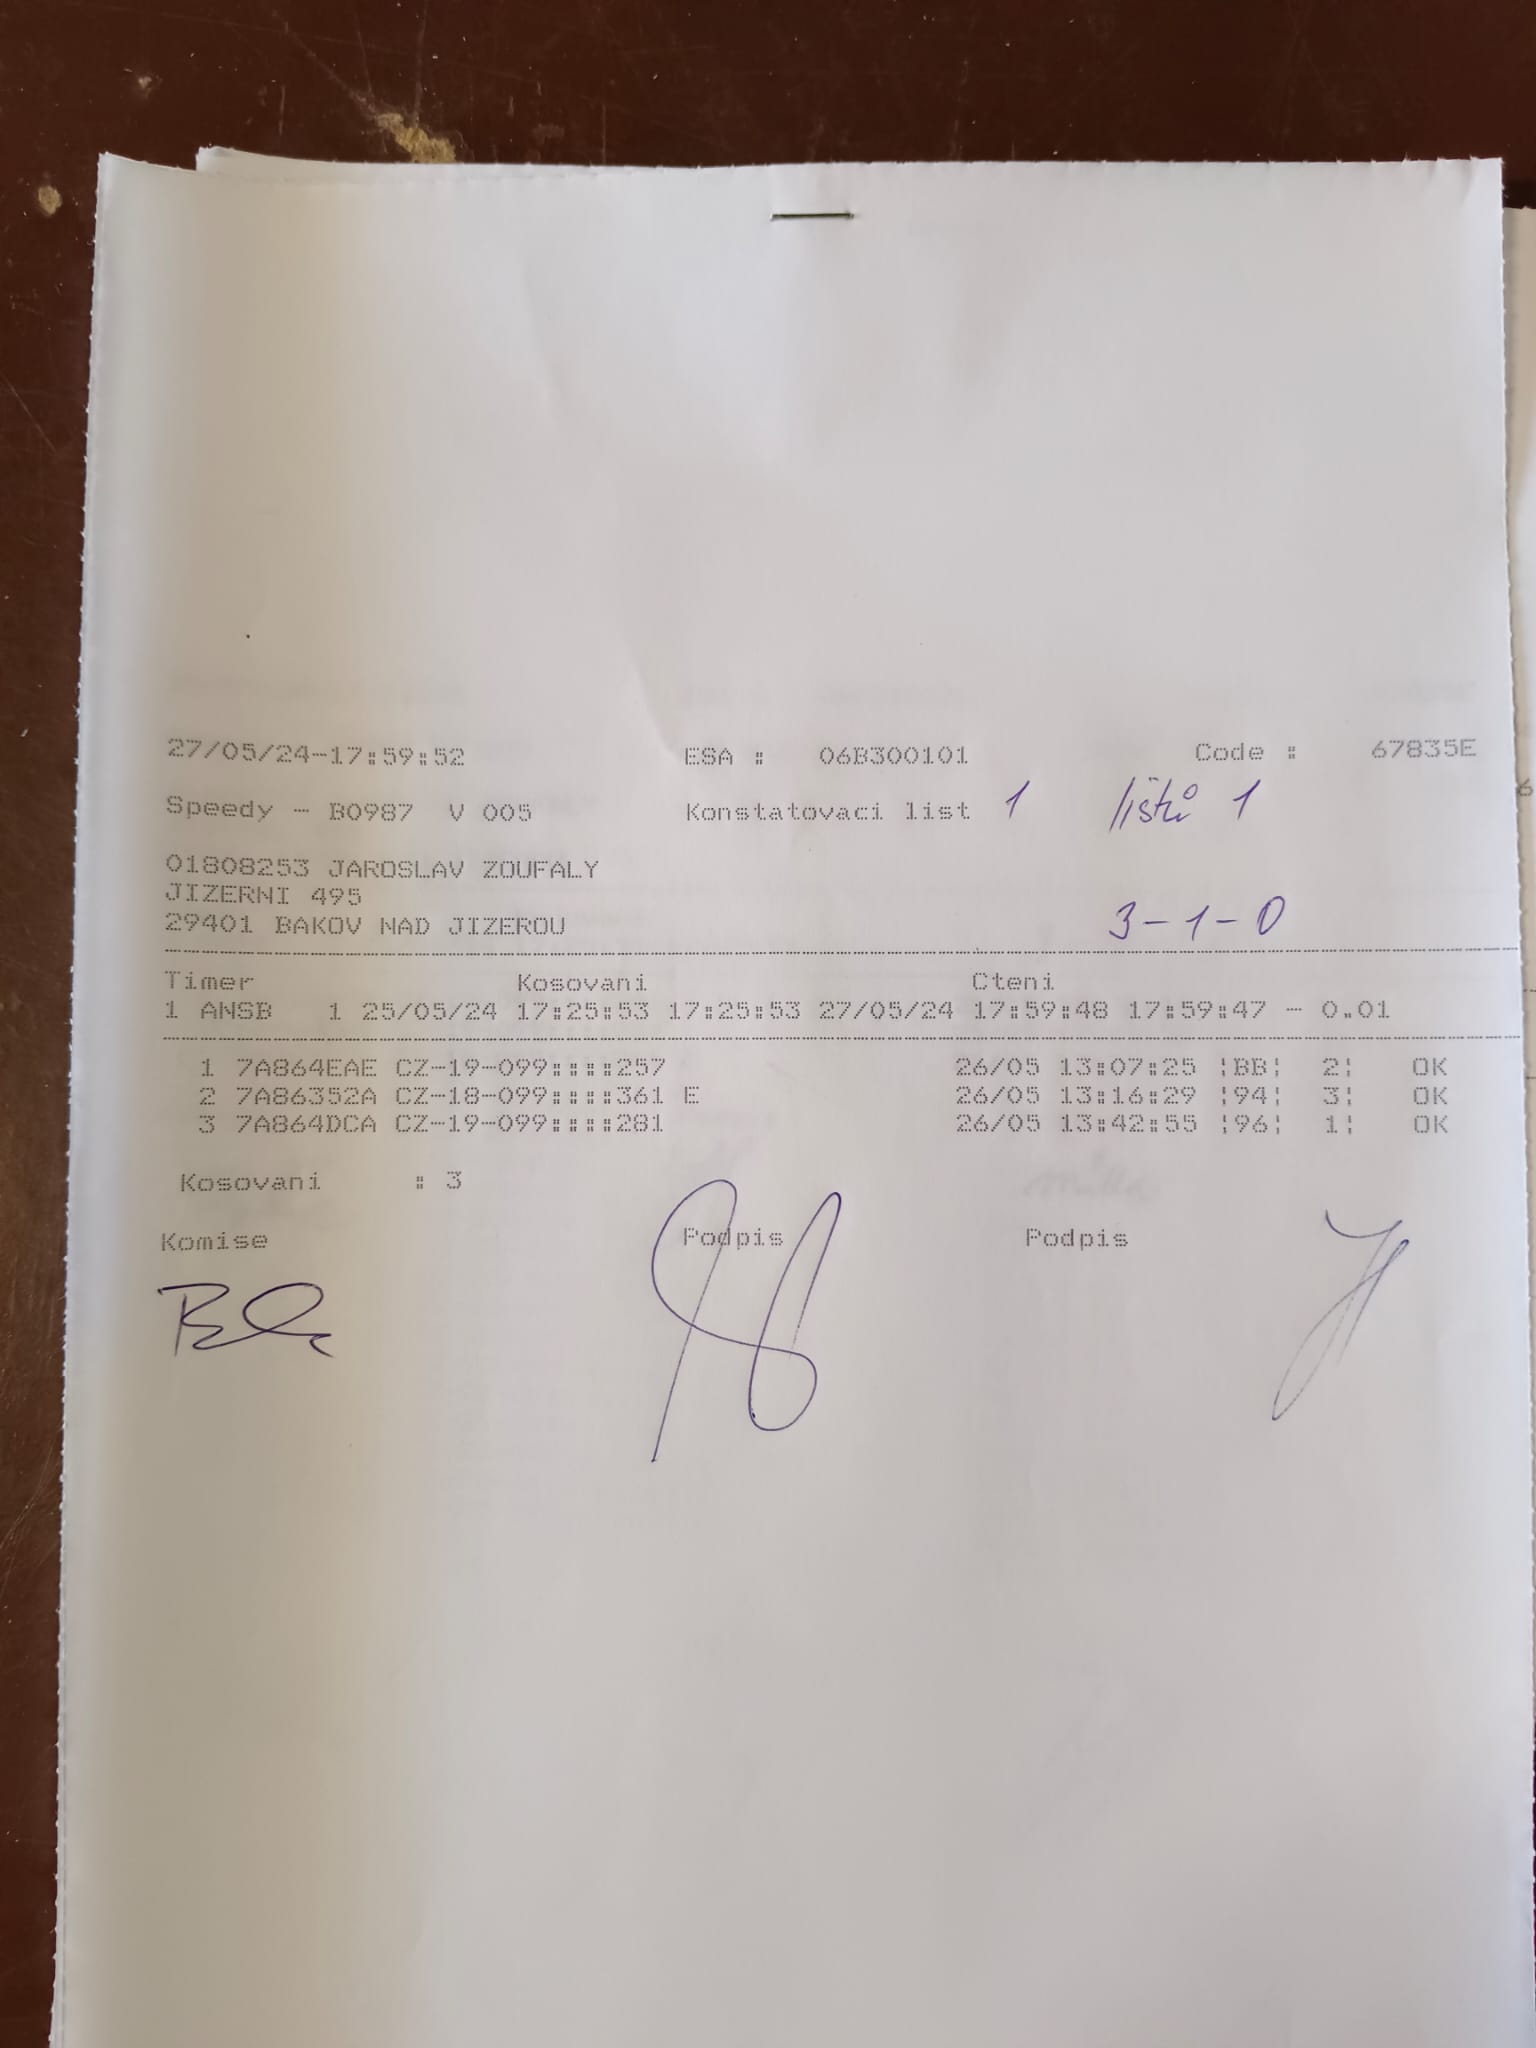 27/05/24-17:59:52 ESA : 06B300101 Code : 67835E
Speedy - B0987 V 005 Konstatovaci list 1 lístků 1
01808253 JAROSLAV ZOUFALY
JIZERNI 495
29401 BAKOV NAD JIZEROU 3-1-0
Timer Kosovani Cteni
1 ANSB 1 25/05/24 17:25:53 17:25:53 27/05/24 17:59:48 17:59:47 - 0.01
1 7A864EAE CZ-19-099::::257 26/05 13:07:25 ¦BB¦ 2¦ OK
2 7A86352A CZ-18-099::::361 E 26/05 13:16:29 ¦94¦ 3¦ OK
3 7A864DCA CZ-19-099::::281 26/05 13:42:55 ¦96¦ 1¦ OK
Kosovani : 3
Komise Podpis Podpis